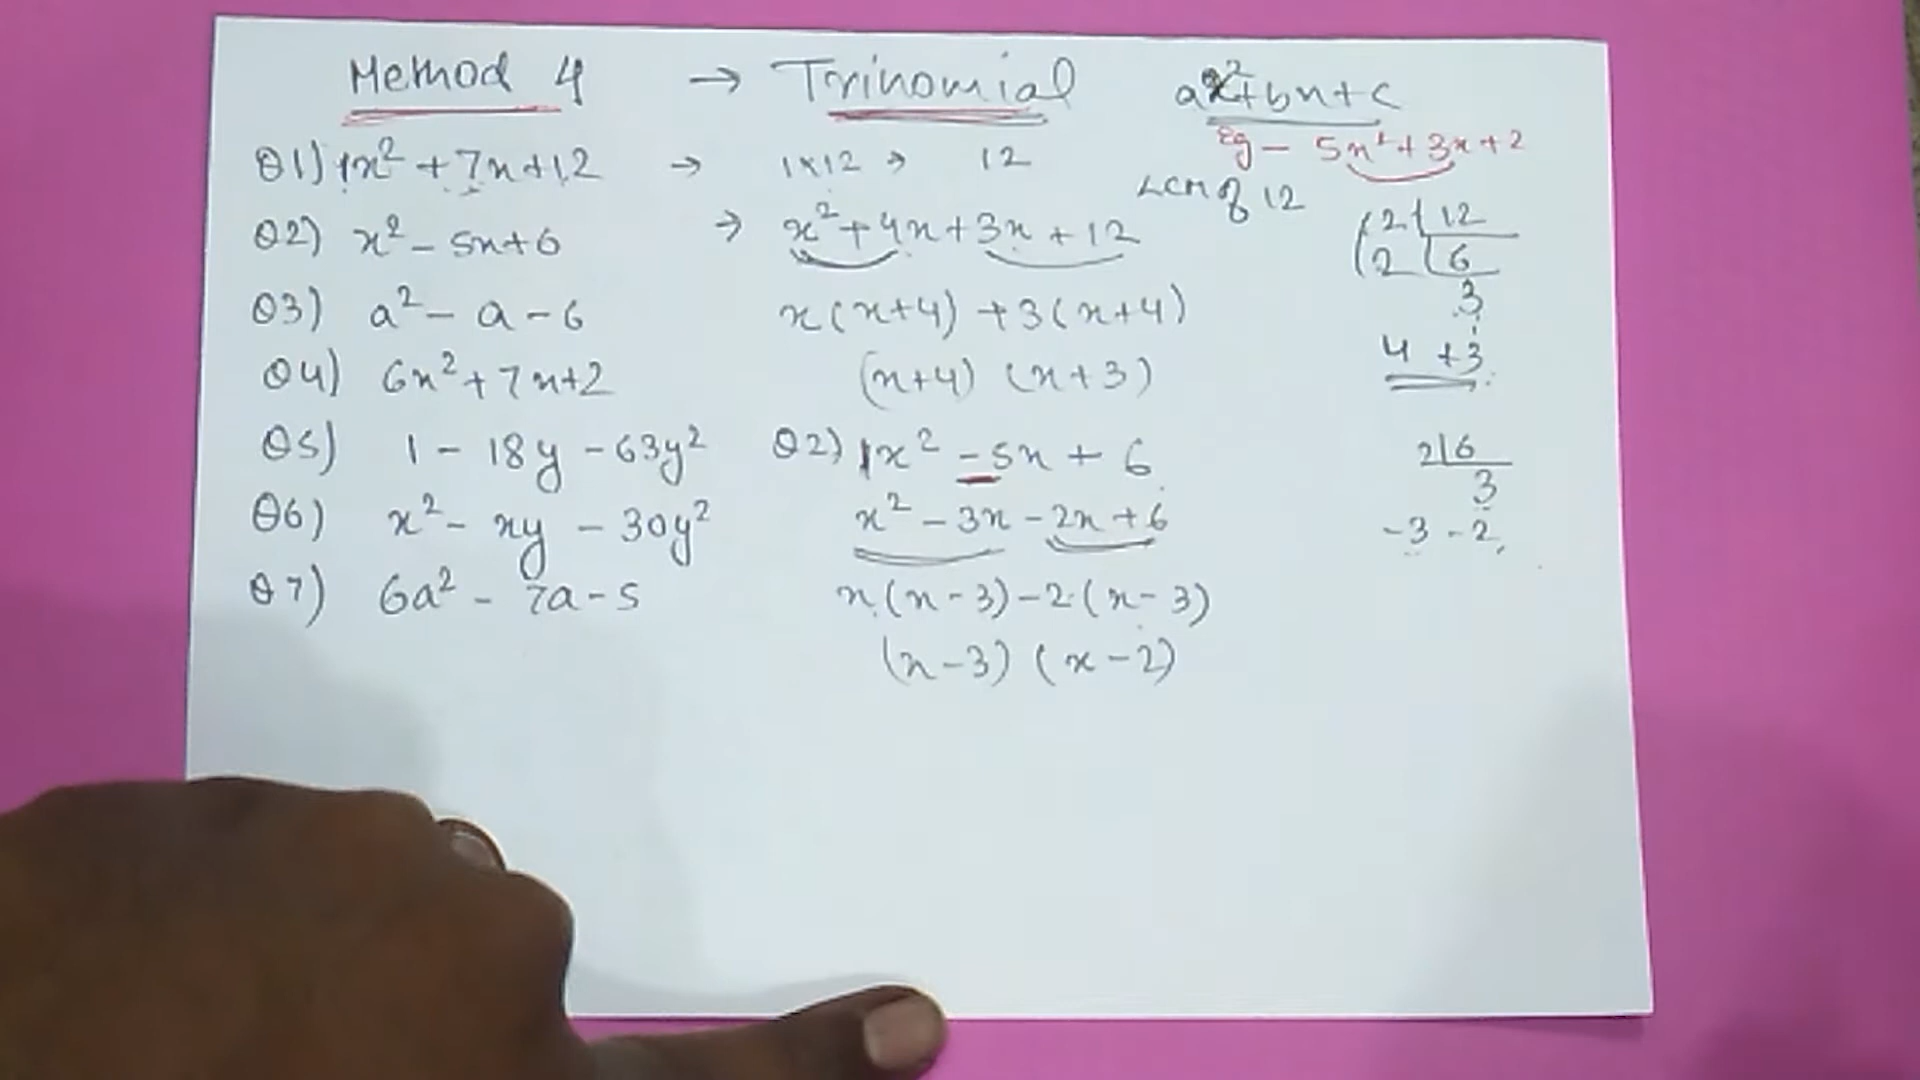 Method 4 → Trinomial ax²+bx+c
Eg - 5x²+3x+2
Q1) 1x² + 7x+12 → 1x12 → 12
LCM of 12
2 12
Q2) x² - 5x+6 → x²+4x+3x+12
2 6
3
Q3) a² - a - 6 x(x+4) +3(x+4)
4 +3
Q4) 6x²+7x+2 (x+4) (x+3)
Q5) 1 - 18y - 63y² Q2) 1x² - 5x + 6 2 6
3
Q6) x² - xy - 30y² x² - 3x - 2x+6 -3 -2
Q7) 6a² - 7a - 5 x(x-3) -2(x-3)
(x-3) (x-2)